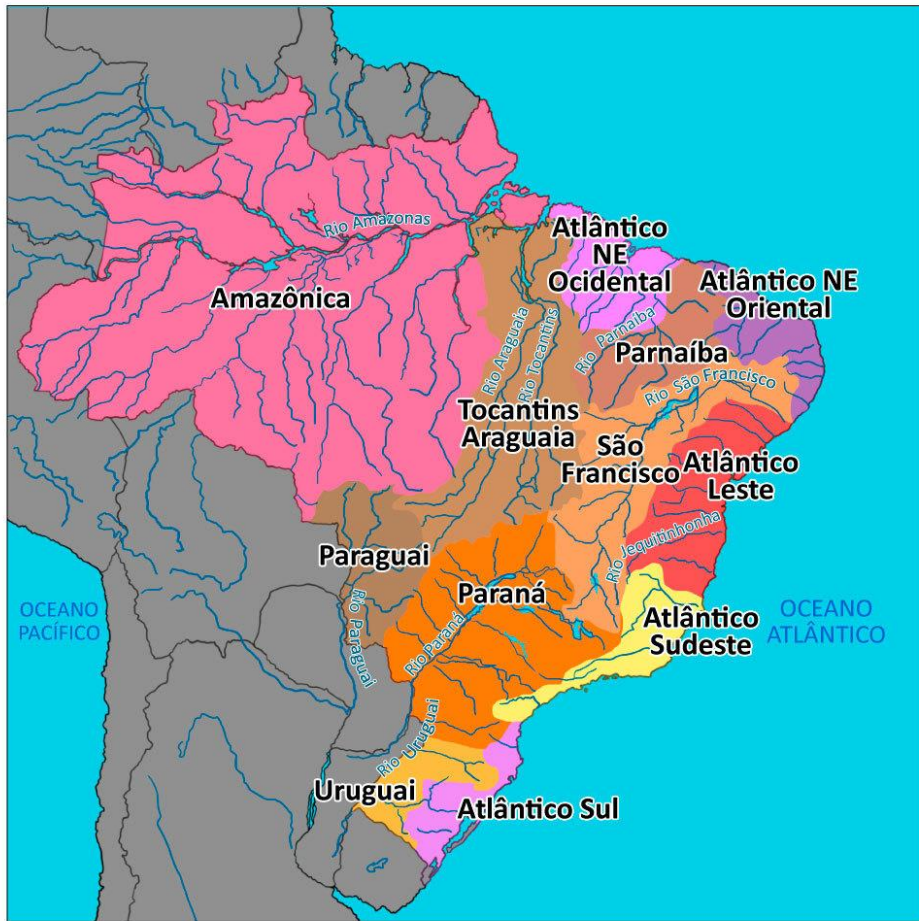 Rio Amazonas
Amazônica
Atlântico
NE
Ocidental
Atlântico NE
Oriental
Rio Parnaíba
Parnaíba
Rio São Francisco
Rio Araguaia
Rio Tocantins
Tocantins
Araguaia
São
Francisco
Atlântico
Leste
Rio Jequitinhonha
Paraguai
Rio Paraguai
Paraná
Rio Paraná
Atlântico
Sudeste
OCEANO
PACÍFICO
OCEANO
ATLÂNTICO
Rio Uruguai
Uruguai
Atlântico Sul